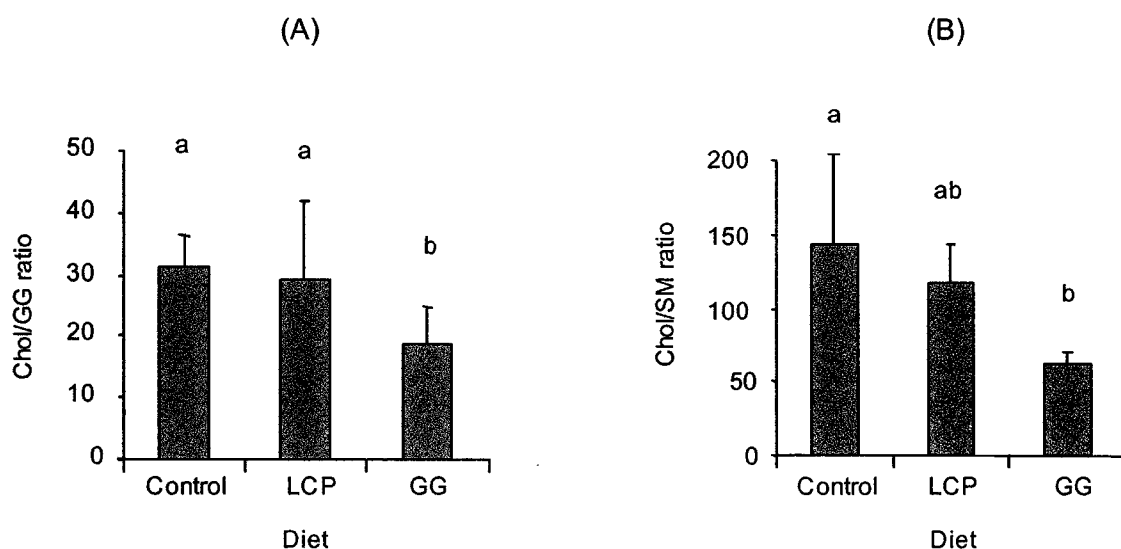 (A)
50
40
30
20
10
0
Chol/GG ratio
a
a
b
Control
LCP
GG
Diet
(B)
200
150
100
50
0
Chol/SM ratio
a
ab
b
Control
LCP
GG
Diet